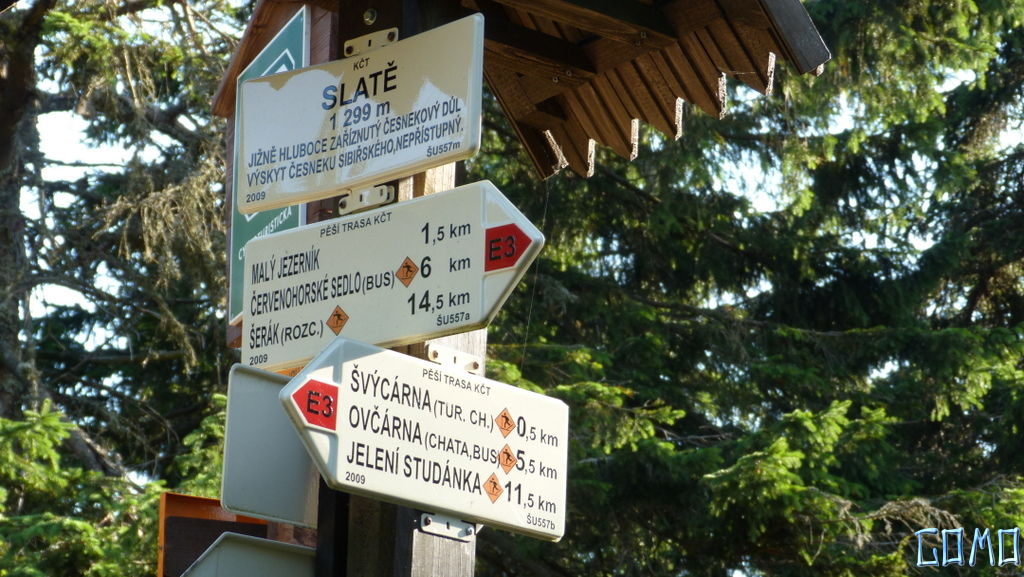 KČT
SLATĚ
1 299 m
JIŽNĚ HLUBOCE ZAŘÍZNUTÝ ČESNEKOVÝ DŮL
VÝSKYT ČESNEKU SIBIŘSKÉHO,NEPŘÍSTUPNÝ.
2009 ŠU557m
PĚŠÍ TRASA KČT
MALÝ JEZERNÍK 1,5 km
ČERVENOHORSKÉ SEDLO(BUS) 6 km
ŠERÁK (ROZC.) 14,5 km
2009 ŠU557a
E3
PĚŠÍ TRASA KČT
ŠVÝCÁRNA(TUR. CH.) 0,5 km
OVČÁRNA(CHATA,BUS) 5,5 km
JELENÍ STUDÁNKA 11,5 km
2009 ŠU557b
E3
GOMO